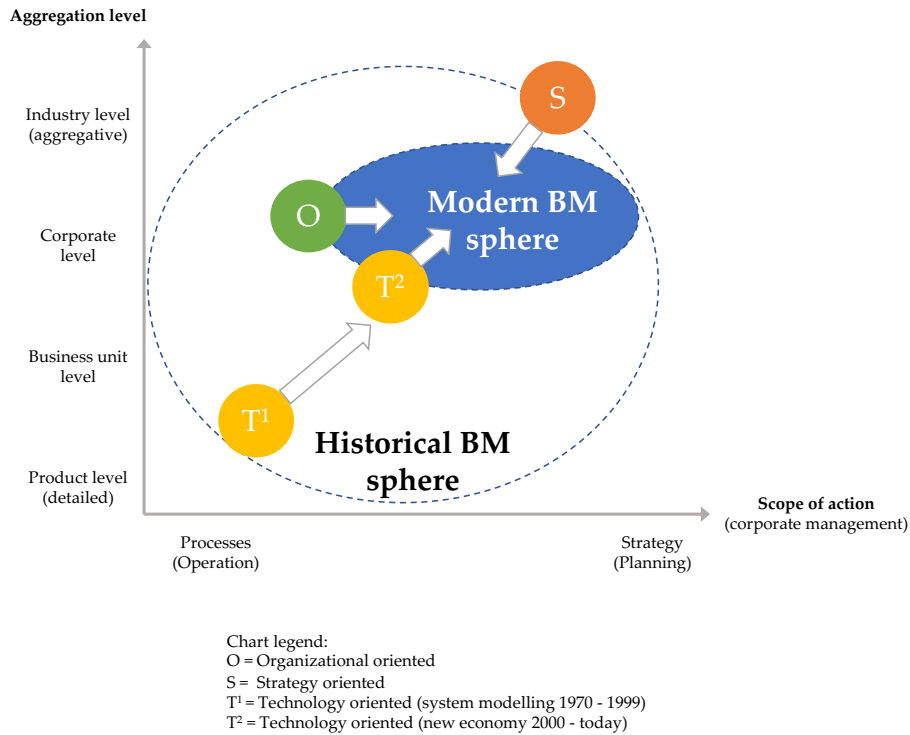 Aggregation level
Industry level
(aggregative)
Corporate
level
Business unit
level
Product level
(detailed)
S
O
Modern BM
sphere
T²
T¹
Historical BM
sphere
Scope of action
(corporate management)
Processes
(Operation)
Strategy
(Planning)
Chart legend:
O = Organizational oriented
S = Strategy oriented
T¹ = Technology oriented (system modelling 1970 - 1999)
T² = Technology oriented (new economy 2000 - today)